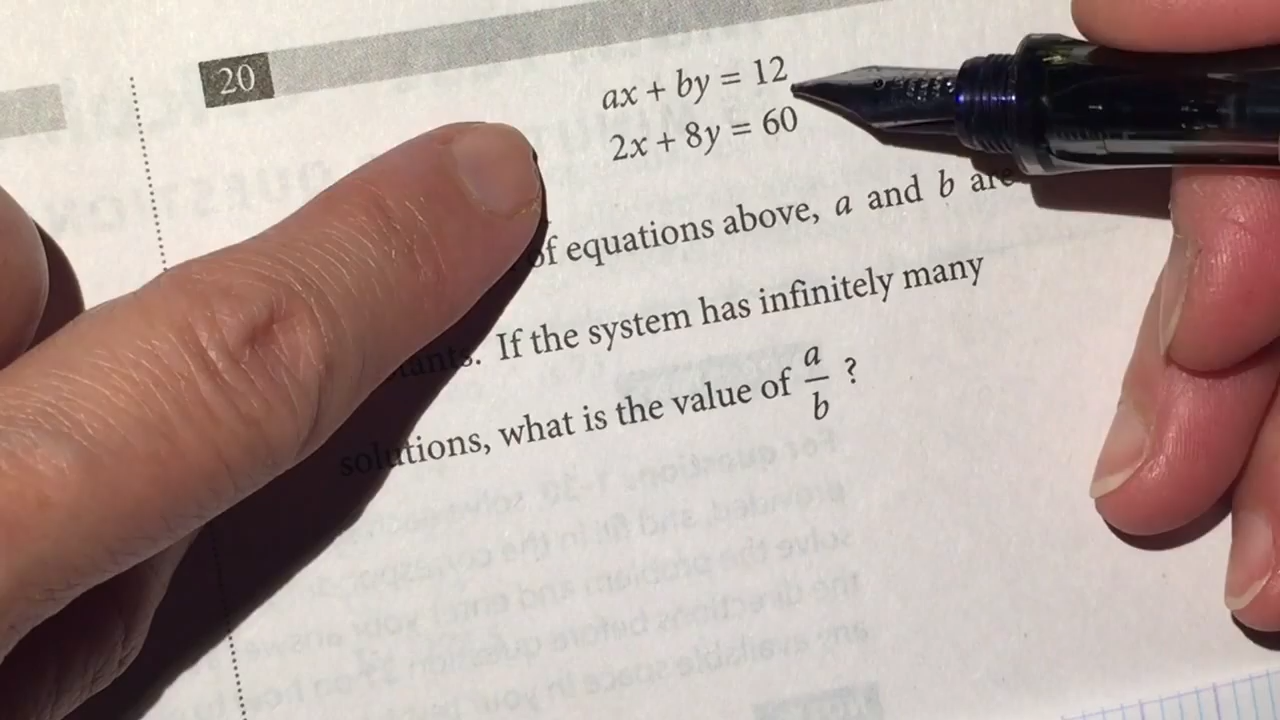 20
ax + by = 12
2x + 8y = 60
of equations above, a and b are
If the system has infinitely many
solutions, what is the value of a/b ?